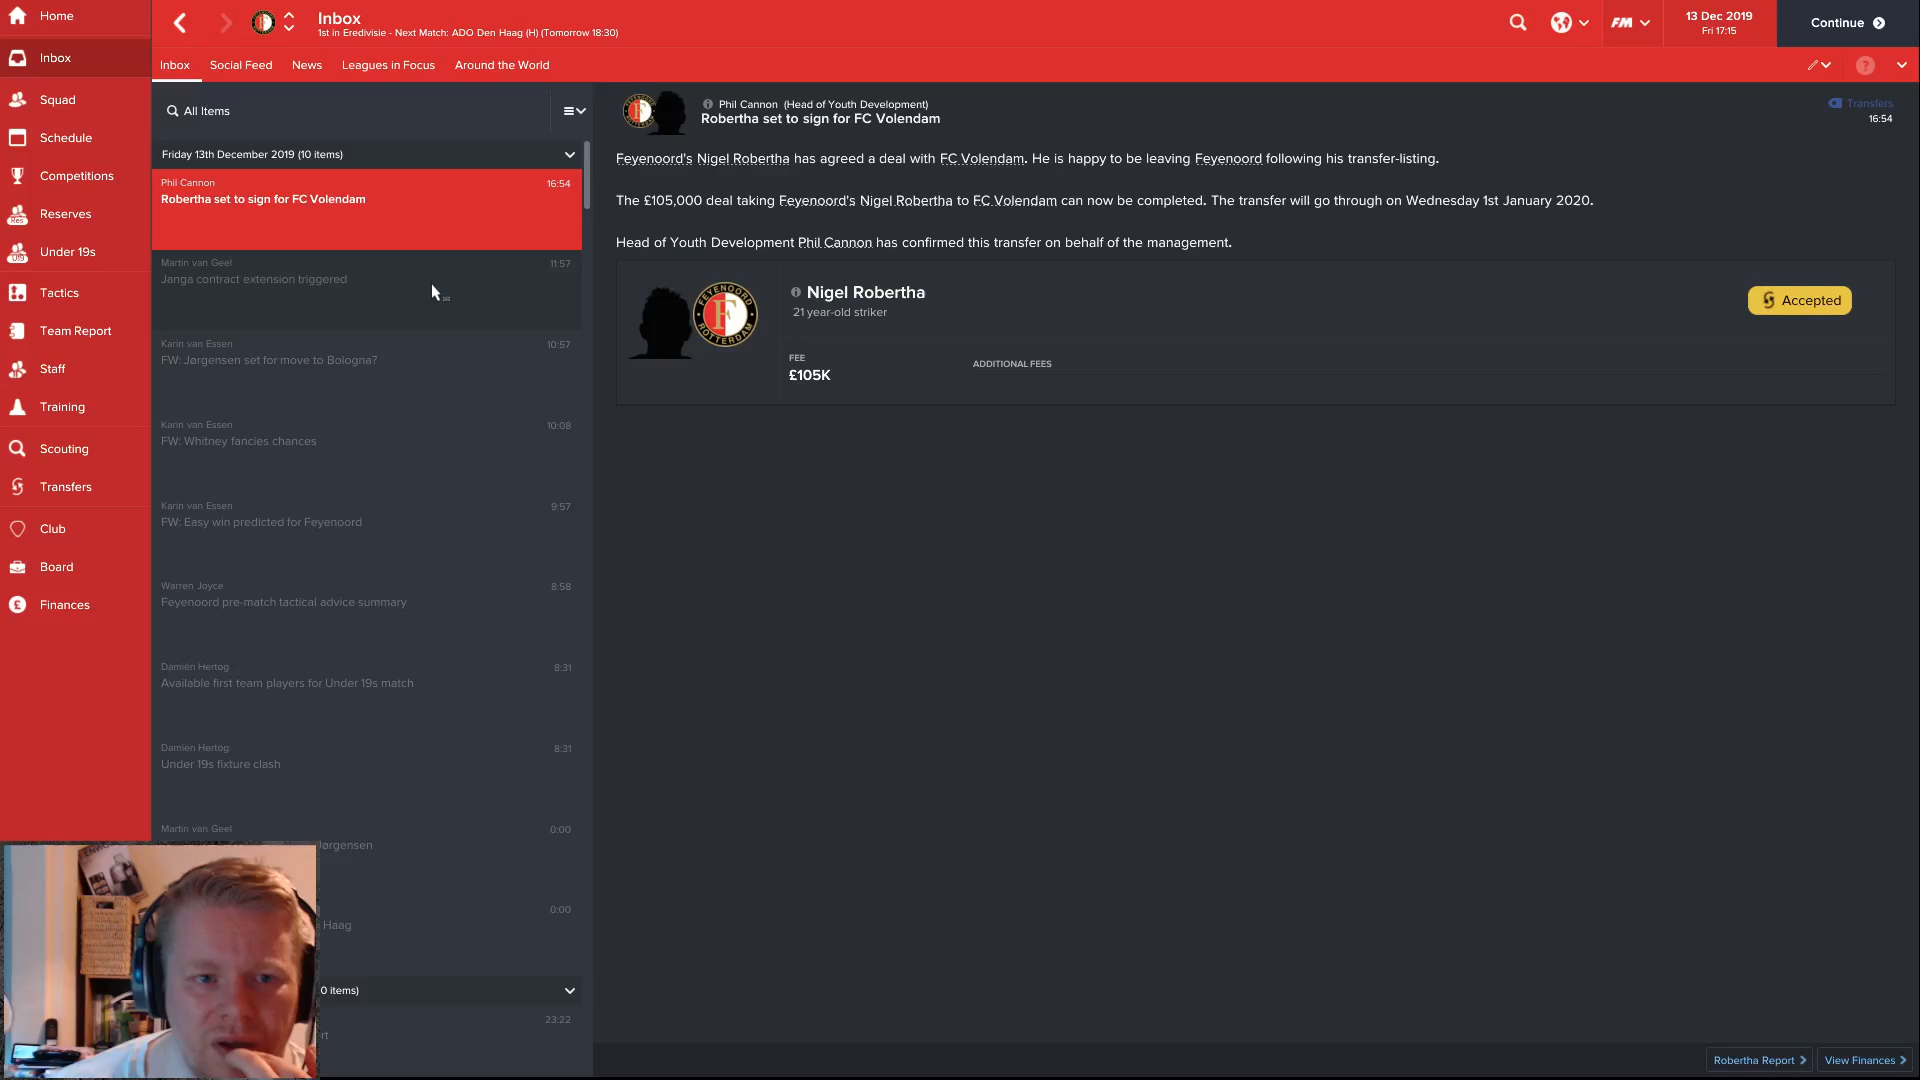 Home
Inbox
Squad
Schedule
Competitions
Reserves
Under 19s
Tactics
Team Report
Staff
Training
Scouting
Transfers
Club
Board
Finances
Inbox
1st in Eredivisie - Next Match: ADO Den Haag (H) (Tomorrow 18:30)
FM
13 Dec 2019
Fri 17:15
Continue
Inbox Social Feed News Leagues in Focus Around the World
All Items
Friday 13th December 2019 (10 items)
Phil Cannon 16:54
Robertha set to sign for FC Volendam
Martin van Geel 11:57
Janga contract extension triggered
Karin van Essen 10:57
FW: Jørgensen set for move to Bologna?
Karin van Essen 10:08
FW: Whitney fancies chances
Karin van Essen 9:57
FW: Easy win predicted for Feyenoord
Warren Joyce 8:58
Feyenoord pre-match tactical advice summary
Damiën Hertog 8:31
Available first team players for Under 19s match
Damiën Hertog 8:31
Under 19s fixture clash
Martin van Geel 0:00
Jørgensen
0:00
Haag
0 items)
23:22
rt
Phil Cannon (Head of Youth Development)
Robertha set to sign for FC Volendam
Transfers
16:54
Feyenoord's Nigel Robertha has agreed a deal with FC Volendam. He is happy to be leaving Feyenoord following his transfer-listing.
The £105,000 deal taking Feyenoord's Nigel Robertha to FC Volendam can now be completed. The transfer will go through on Wednesday 1st January 2020.
Head of Youth Development Phil Cannon has confirmed this transfer on behalf of the management.
FEYENOORD
F
ROTTERDAM
Nigel Robertha
21 year-old striker
Accepted
FEE
£105K
ADDITIONAL FEES
Robertha Report
View Finances